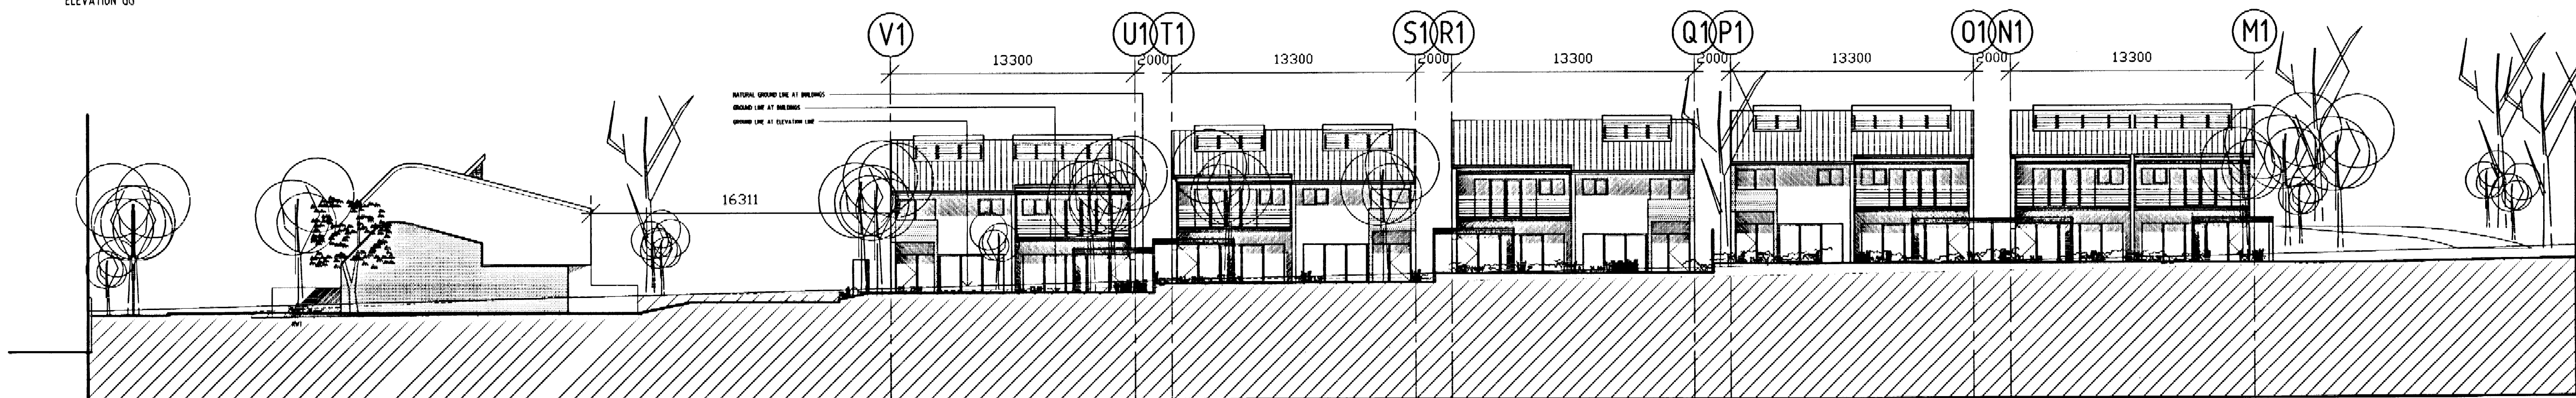 ELEVATION GG
V1 U1 T1 S1 R1 Q1 P1 O1 N1 M1
13300 2000 13300 2000 13300 2000 13300 2000 13300
NATURAL GROUND LINE AT BUILDINGS
GROUND LINE AT BUILDINGS
GROUND LINE AT ELEVATION LINE
16311
RW1